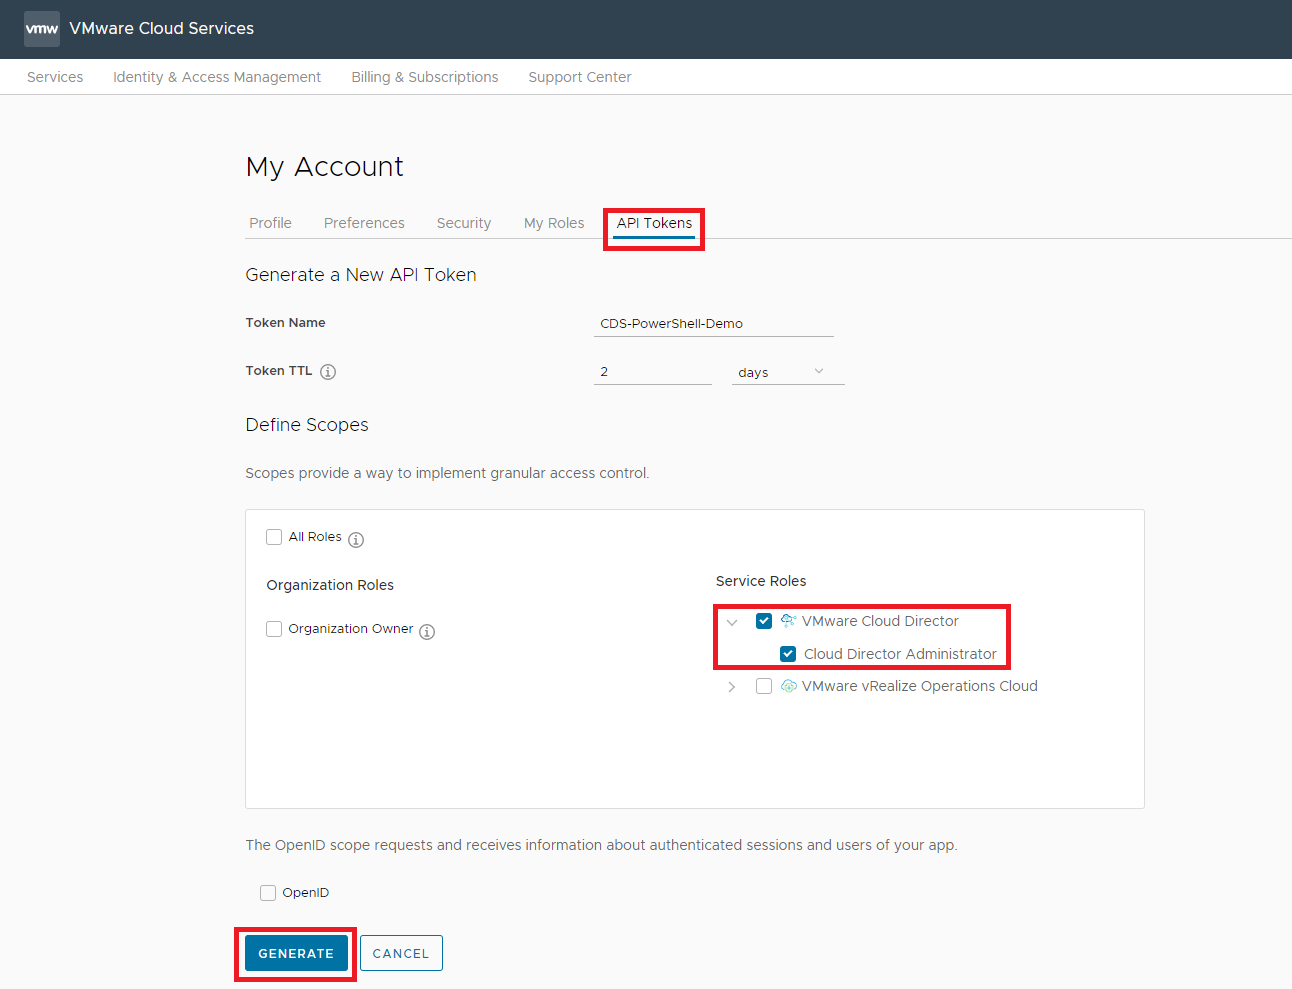 vmw VMware Cloud Services
Services Identity & Access Management Billing & Subscriptions Support Center
My Account
Profile Preferences Security My Roles API Tokens
Generate a New API Token
Token Name CDS-PowerShell-Demo
Token TTL 2 days
Define Scopes
Scopes provide a way to implement granular access control.
All Roles
Organization Roles
Organization Owner
Service Roles
VMware Cloud Director
Cloud Director Administrator
VMware vRealize Operations Cloud
The OpenID scope requests and receives information about authenticated sessions and users of your app.
OpenID
GENERATE CANCEL